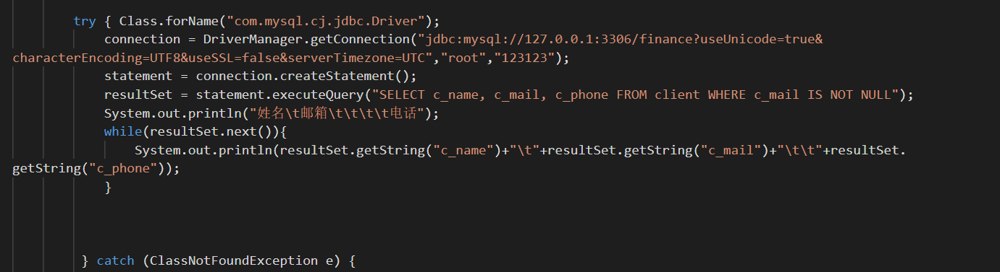 try { Class.forName("com.mysql.cj.jdbc.Driver");
connection = DriverManager.getConnection("jdbc:mysql://127.0.0.1:3306/finance?useUnicode=true&
characterEncoding=UTF8&useSSL=false&serverTimezone=UTC","root","123123");
statement = connection.createStatement();
resultSet = statement.executeQuery("SELECT c_name, c_mail, c_phone FROM client WHERE c_mail IS NOT NULL");
System.out.println("姓名\t邮箱\t\t\t\t电话");
while(resultSet.next()){
System.out.println(resultSet.getString("c_name")+"\t"+resultSet.getString("c_mail")+"\t\t"+resultSet.
getString("c_phone"));
}
} catch (ClassNotFoundException e) {